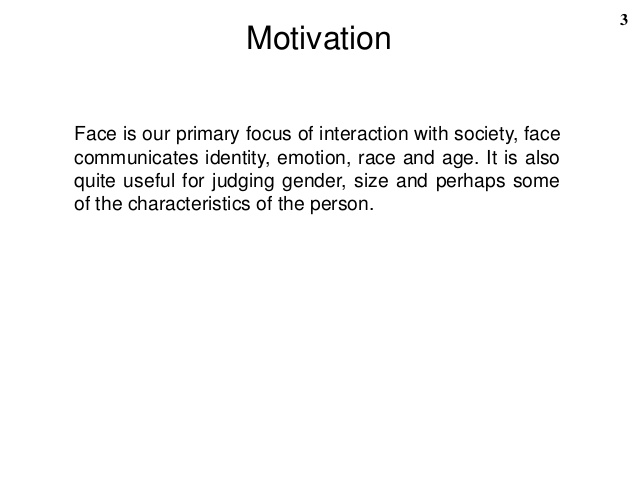 3
Motivation
Face is our primary focus of interaction with society, face
communicates identity, emotion, race and age. It is also
quite useful for judging gender, size and perhaps some
of the characteristics of the person.